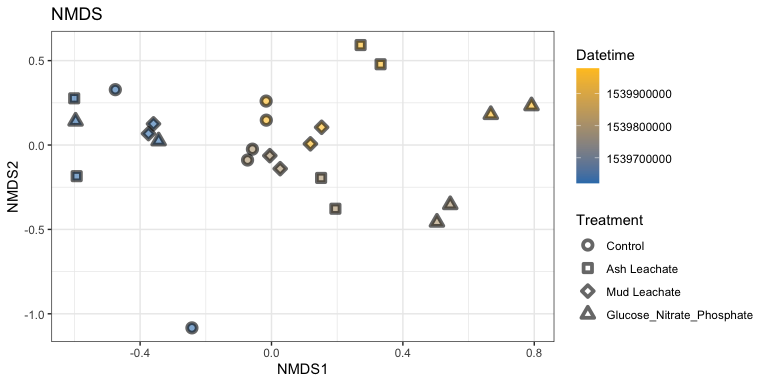 NMDS
0.5
0.0
-0.5
-1.0
NMDS2
-0.4
0.0
0.4
0.8
NMDS1
Datetime
1539900000
1539800000
1539700000
Treatment
Control
Ash Leachate
Mud Leachate
Glucose_Nitrate_Phosphate